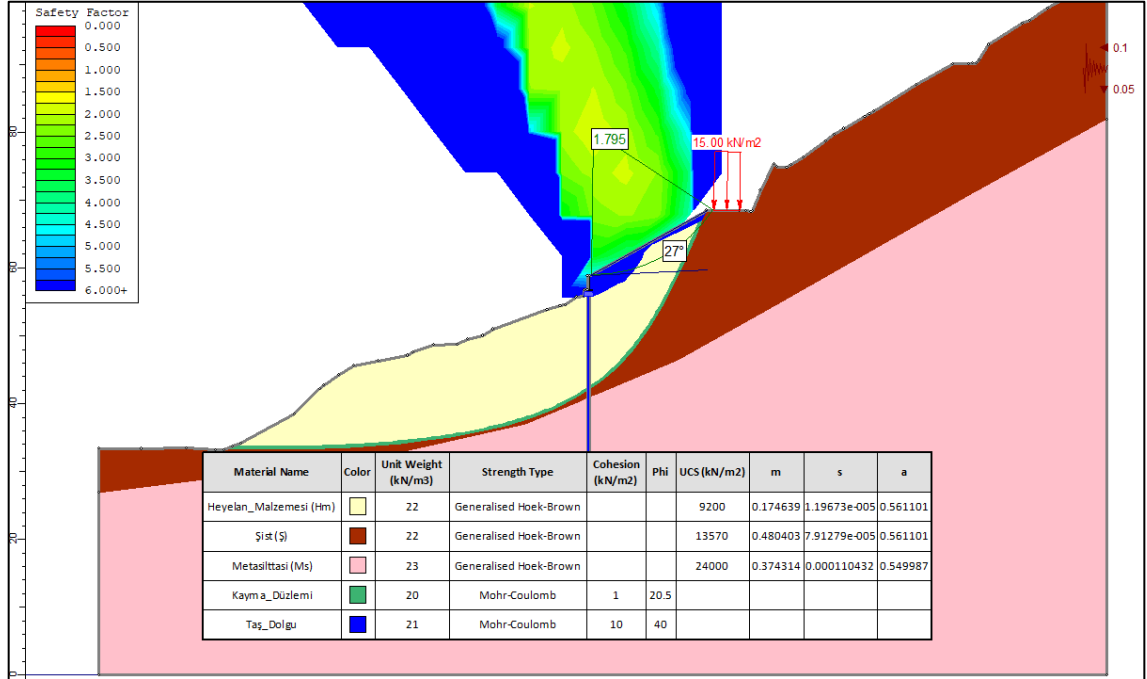 Safety Factor
0.000
0.500
1.000
1.500
2.000
2.500
3.000
3.500
4.000
4.500
5.000
5.500
6.000+
80
60
40
20
0
1.795
15.00 kN/m2
27°
0.1
0.05
Material Name Color Unit Weight (kN/m3) Strength Type Cohesion (kN/m2) Phi UCS (kN/m2) m s a
Heyelan_Malzemesi (Hm) 22 Generalised Hoek-Brown 9200 0.174639 1.19673e-005 0.561101
Şist (Ş) 22 Generalised Hoek-Brown 13570 0.480403 7.91279e-005 0.561101
Metasilttasi (Ms) 23 Generalised Hoek-Brown 24000 0.374314 0.000110432 0.549987
Kayma_Düzlemi 20 Mohr-Coulomb 1 20.5
Taş_Dolgu 21 Mohr-Coulomb 10 40